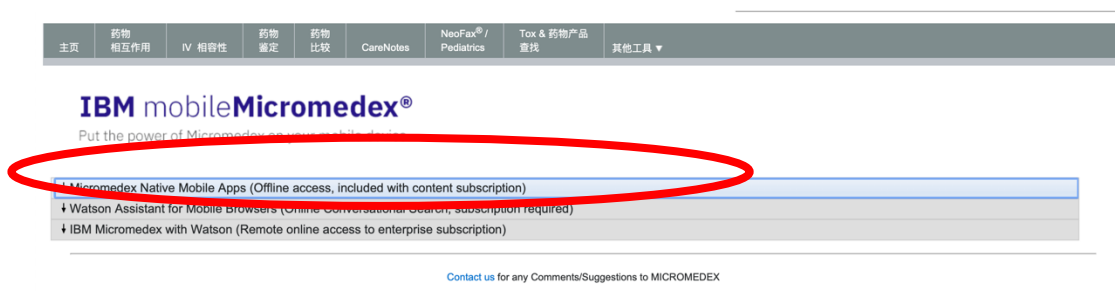 主页
药物
相互作用
IV 相容性
药物
鉴定
药物
比较
CareNotes
NeoFax® /
Pediatrics
Tox & 药物产品
查找
其他工具 ▼
IBM mobileMicromedex®
Put the power of Micromedex on your mobile device
Micromedex Native Mobile Apps (Offline access, included with content subscription)
Watson Assistant for Mobile Browsers (Online Conversational Search, subscription required)
IBM Micromedex with Watson (Remote online access to enterprise subscription)
Contact us for any Comments/Suggestions to MICROMEDEX